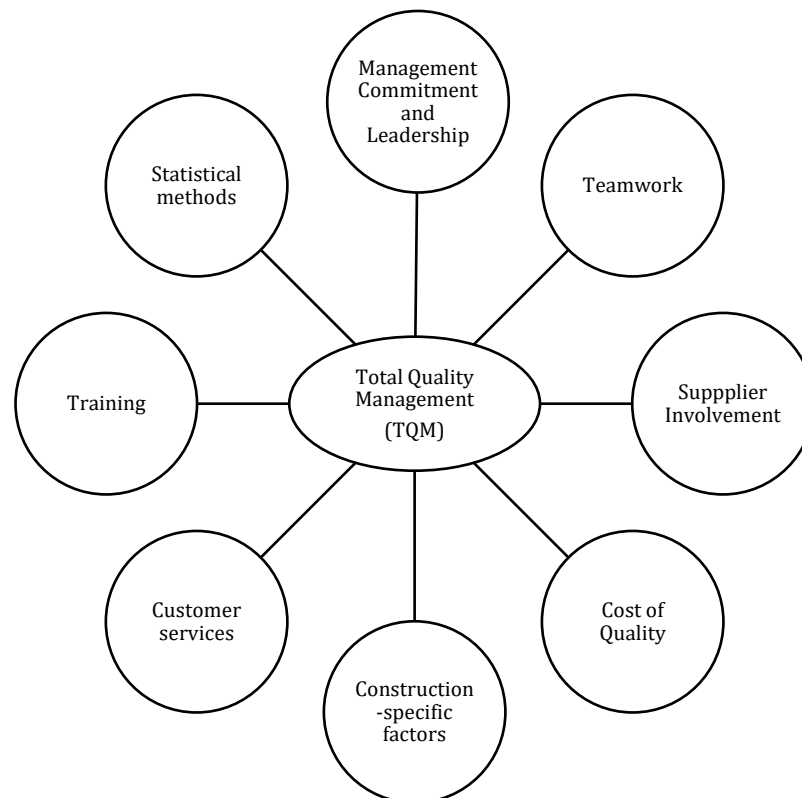 Management
Commitment
and
Leadership
Statistical
methods
Teamwork
Total Quality
Management
(TQM)
Training
Suppplier
Involvement
Customer
services
Cost of
Quality
Construction
-specific
factors